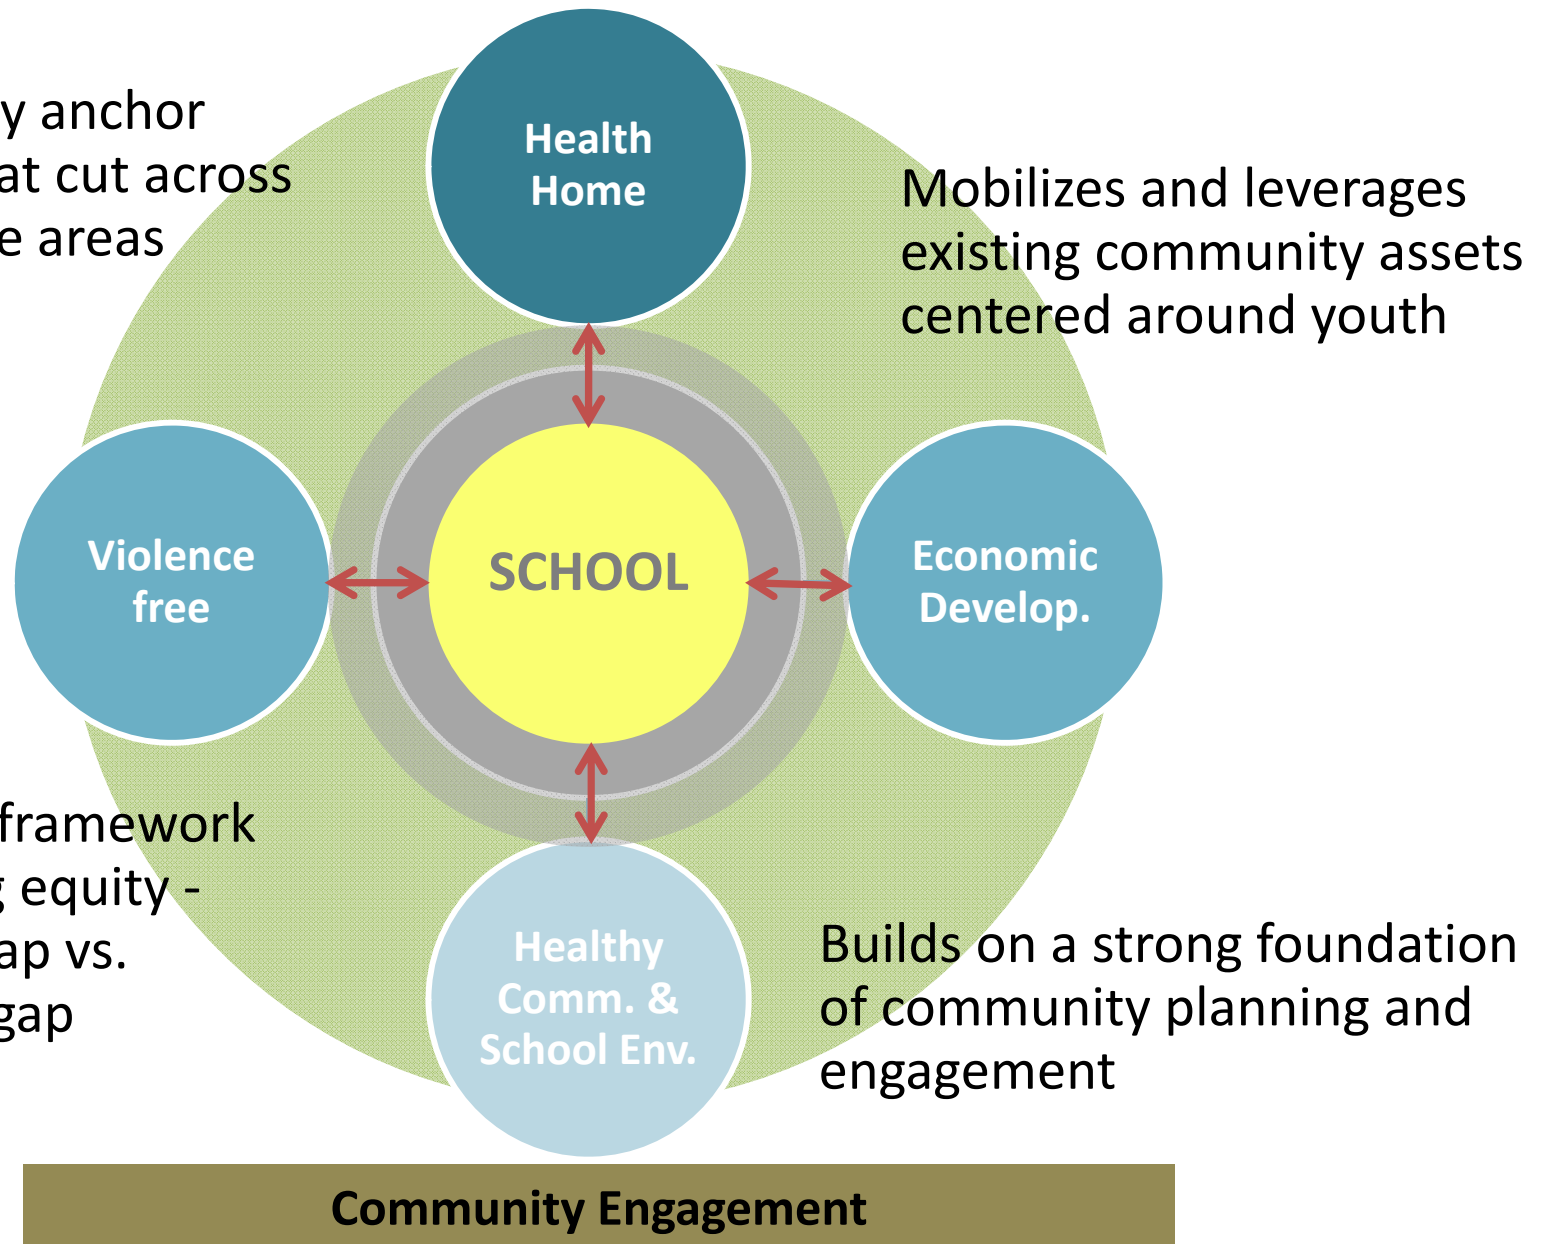 y anchor
at cut across
e areas
Health
Home
Mobilizes and leverages
existing community assets
centered around youth
Violence
free
SCHOOL
Economic
Develop.
framework
g equity -
ap vs.
gap
Healthy
Comm. &
School Env.
Builds on a strong foundation
of community planning and
engagement
Community Engagement